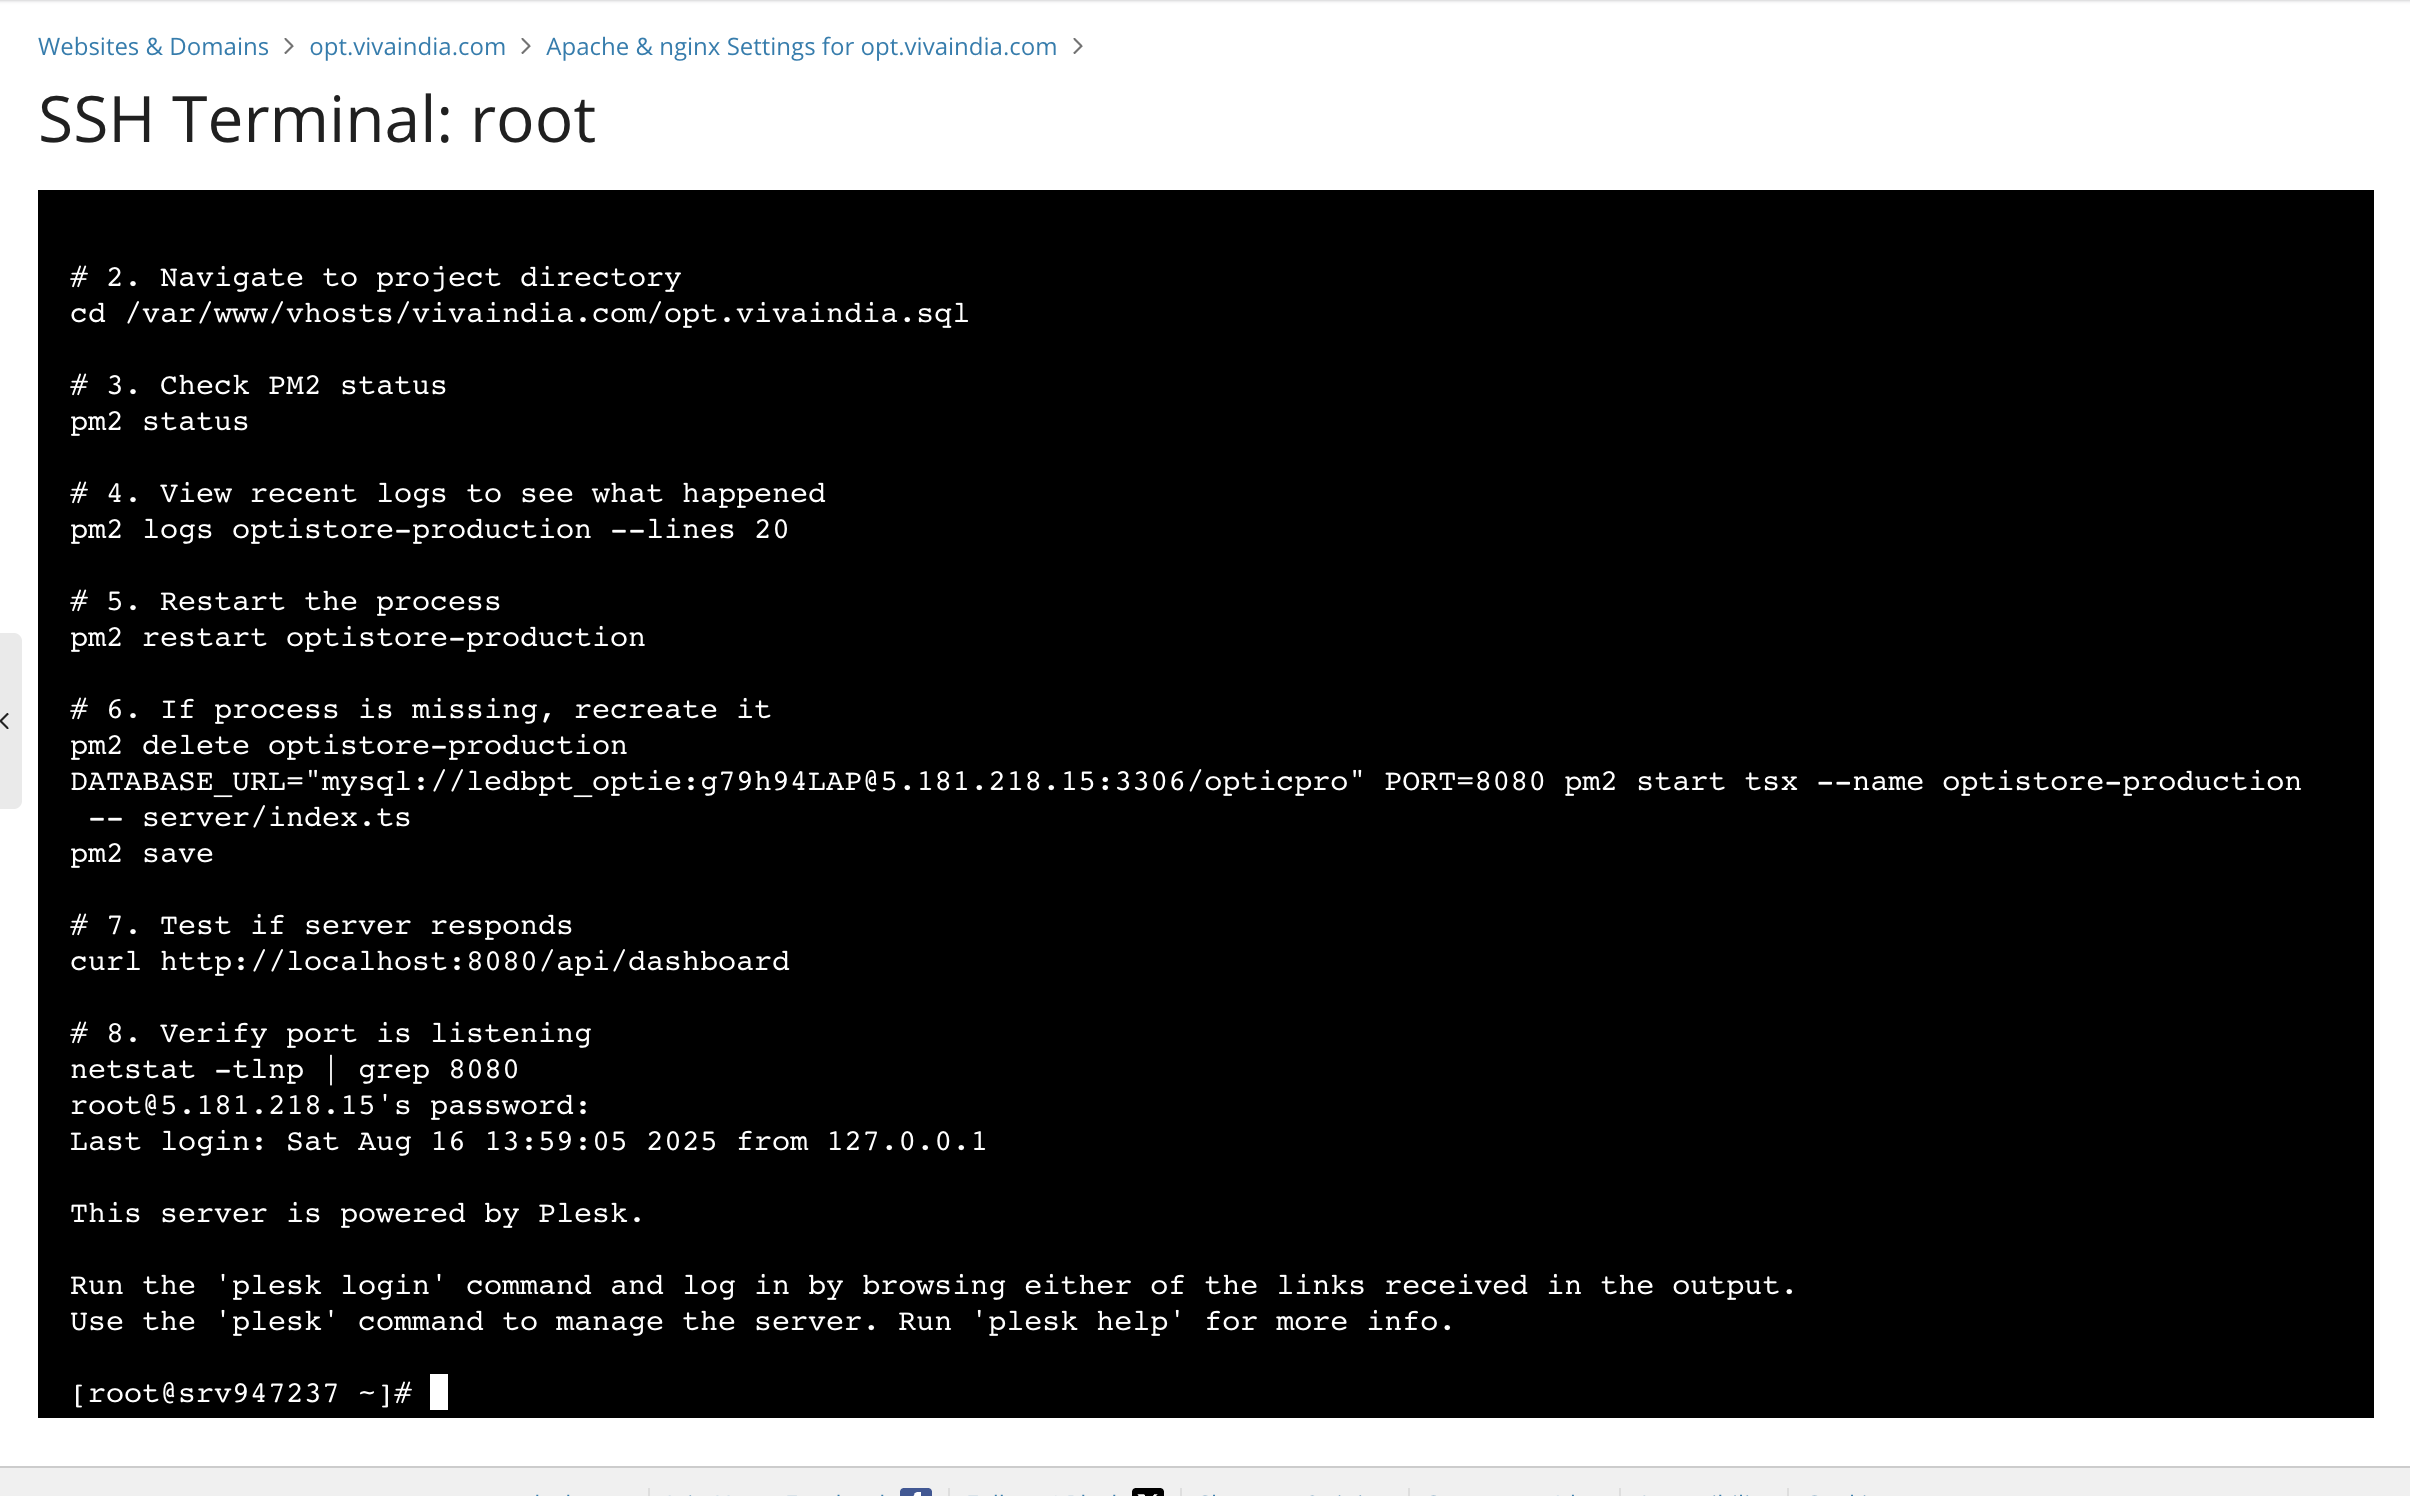 Websites & Domains > opt.vivaindia.com > Apache & nginx Settings for opt.vivaindia.com >
SSH Terminal: root
# 2. Navigate to project directory
cd /var/www/vhosts/vivaindia.com/opt.vivaindia.sql
# 3. Check PM2 status
pm2 status
# 4. View recent logs to see what happened
pm2 logs optistore-production --lines 20
# 5. Restart the process
pm2 restart optistore-production
# 6. If process is missing, recreate it
pm2 delete optistore-production
DATABASE_URL="mysql://ledbpt_optie:g79h94LAP@5.181.218.15:3306/opticpro" PORT=8080 pm2 start tsx --name optistore-production
-- server/index.ts
pm2 save
# 7. Test if server responds
curl http://localhost:8080/api/dashboard
# 8. Verify port is listening
netstat -tlnp | grep 8080
root@5.181.218.15's password:
Last login: Sat Aug 16 13:59:05 2025 from 127.0.0.1
This server is powered by Plesk.
Run the 'plesk login' command and log in by browsing either of the links received in the output.
Use the 'plesk' command to manage the server. Run 'plesk help' for more info.
[root@srv947237 ~]#